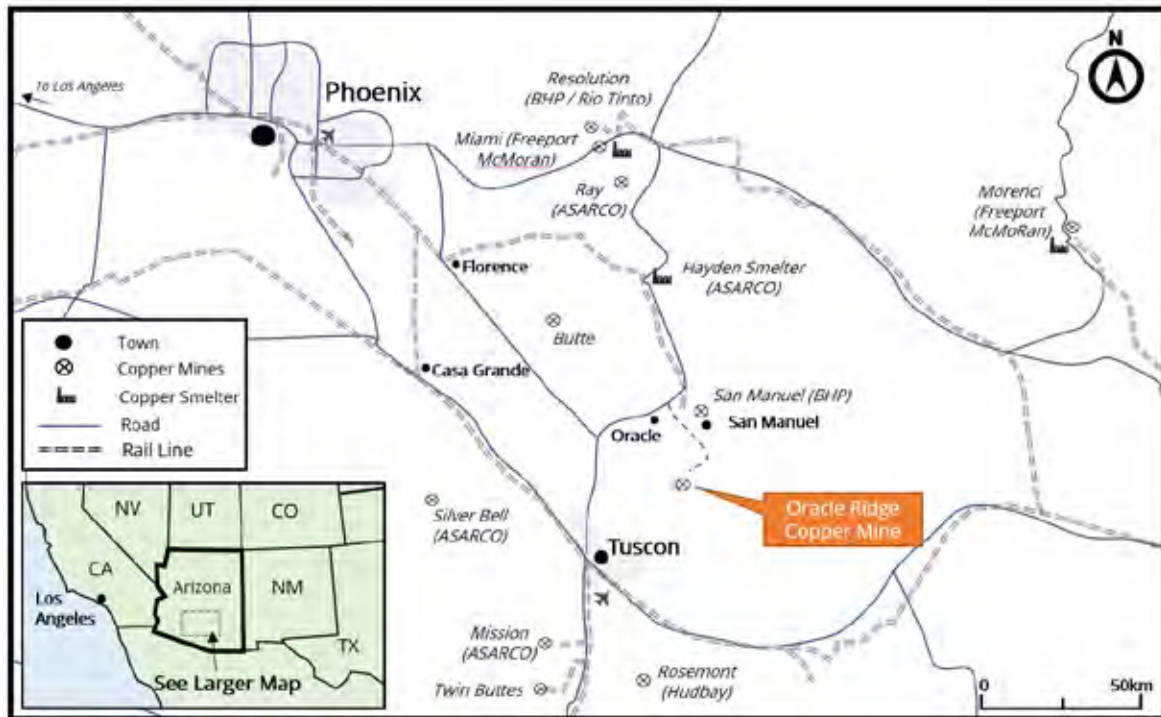 To Los Angeles
Phoenix
Resolution
(BHP / Rio Tinto)
N
Miami (Freeport
McMoran)
Ray
(ASARCO)
Morenci
(Freeport
McMoRan)
Florence
Hayden Smelter
(ASARCO)
Butte
Town
Copper Mines
Copper Smelter
Road
Rail Line
Casa Grande
San Manuel (BHP)
Oracle
San Manuel
Oracle Ridge
Copper Mine
Silver Bell
(ASARCO)
Tuscon
NV
UT
CO
CA
Arizona
NM
Los
Angeles
TX
See Larger Map
Mission
(ASARCO)
Twin Buttes
Rosemont
(Hudbay)
0 50km